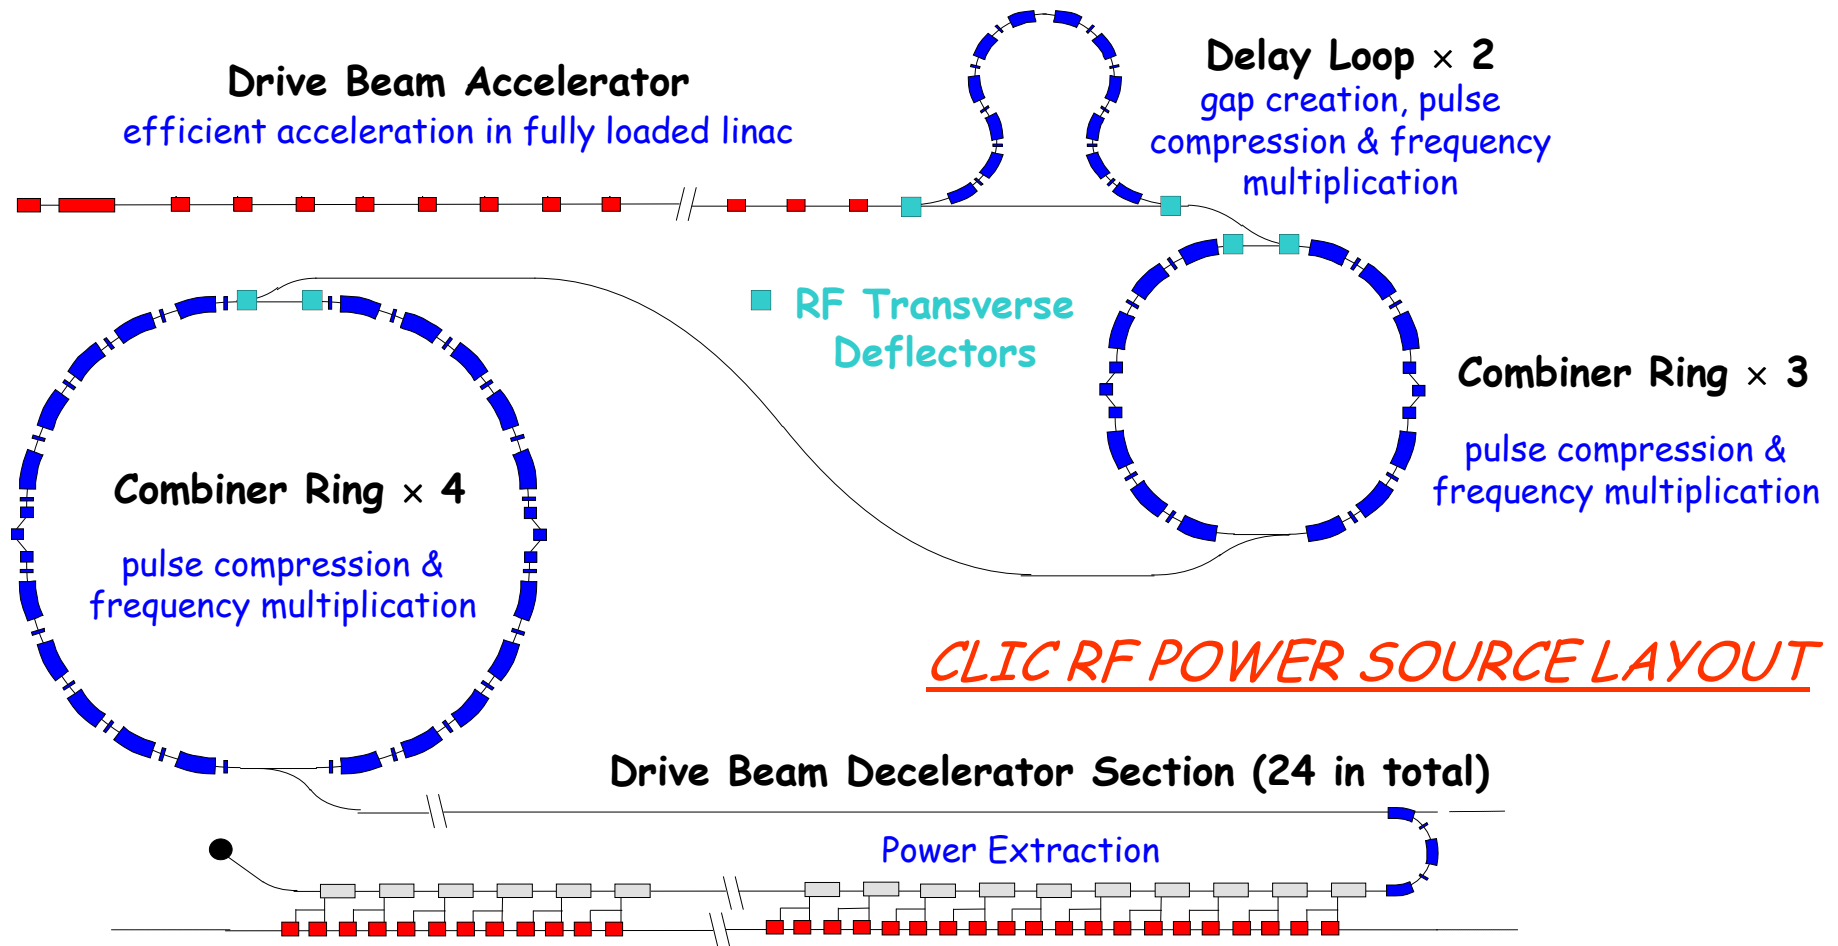 Drive Beam Accelerator
efficient acceleration in fully loaded linac
Delay Loop × 2
gap creation, pulse
compression & frequency
multiplication
RF Transverse
Deflectors
Combiner Ring × 3
pulse compression &
frequency multiplication
Combiner Ring × 4
pulse compression &
frequency multiplication
CLIC RF POWER SOURCE LAYOUT
Drive Beam Decelerator Section (24 in total)
Power Extraction